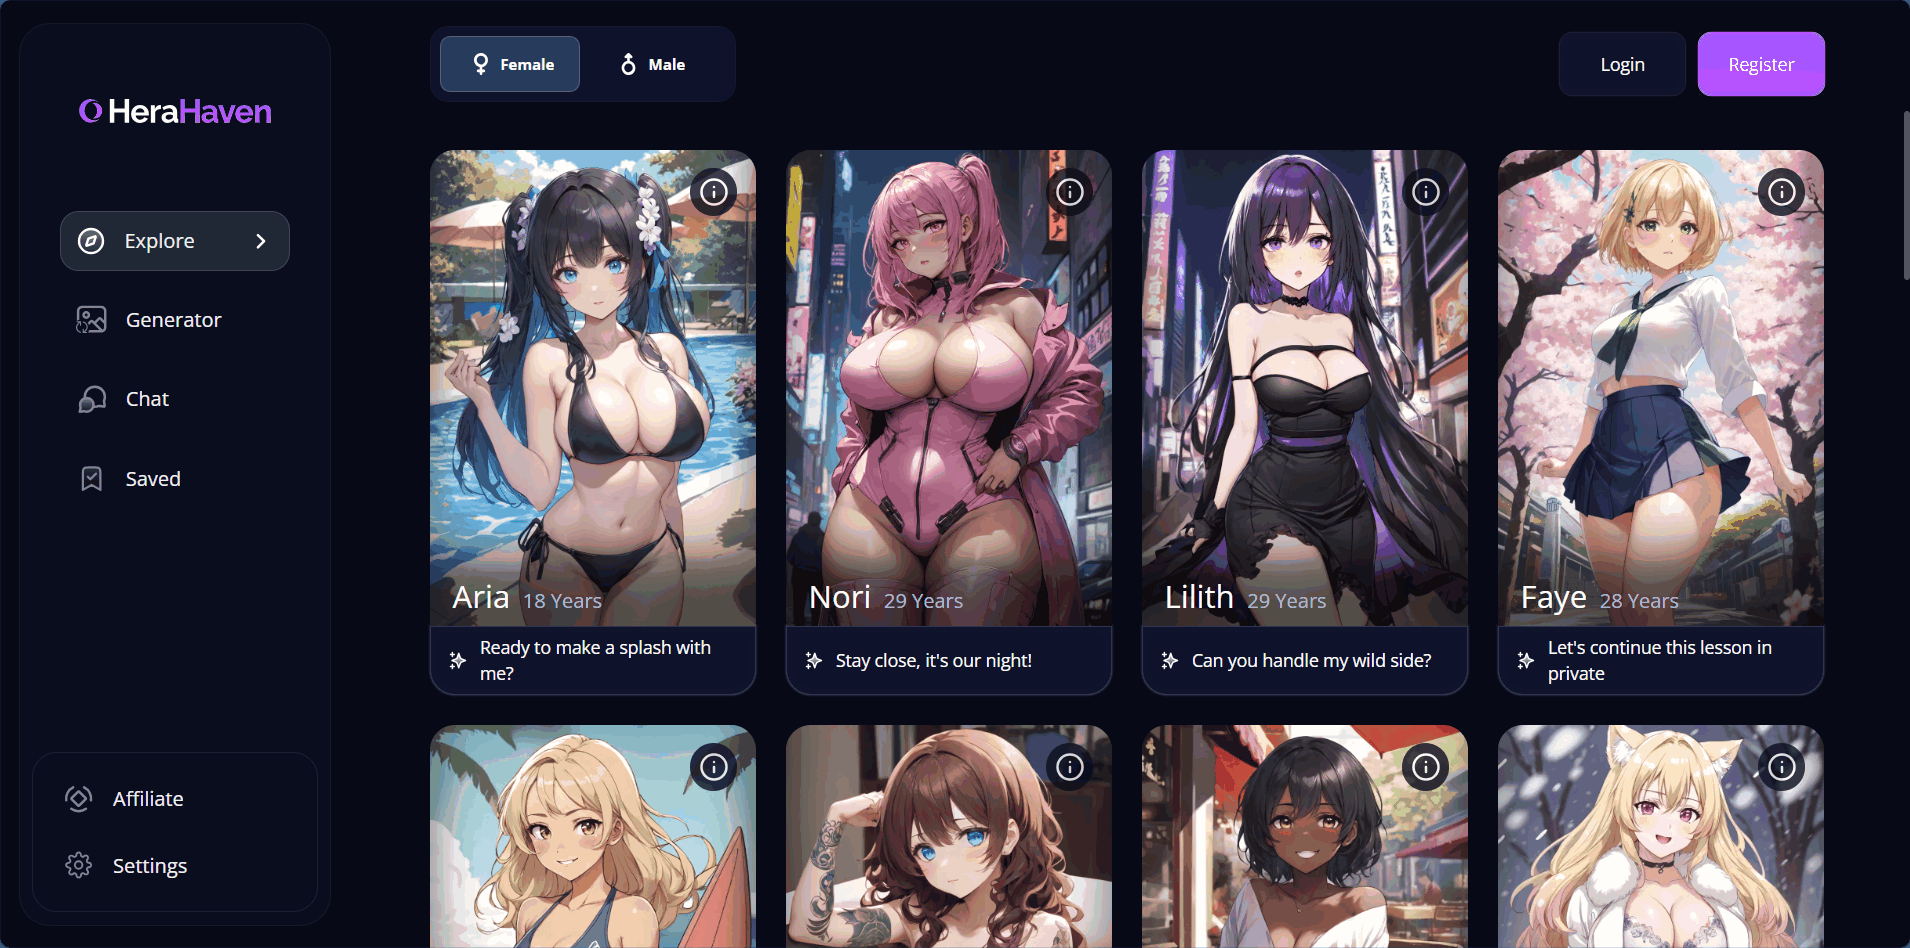 Female
Male
Login
Register
HeraHaven
Explore
Generator
Chat
Saved
Affiliate
Settings
Aria 18 Years
Ready to make a splash with
me?
Nori 29 Years
Stay close, it's our night!
Lilith 29 Years
Can you handle my wild side?
Faye 28 Years
Let's continue this lesson in
private